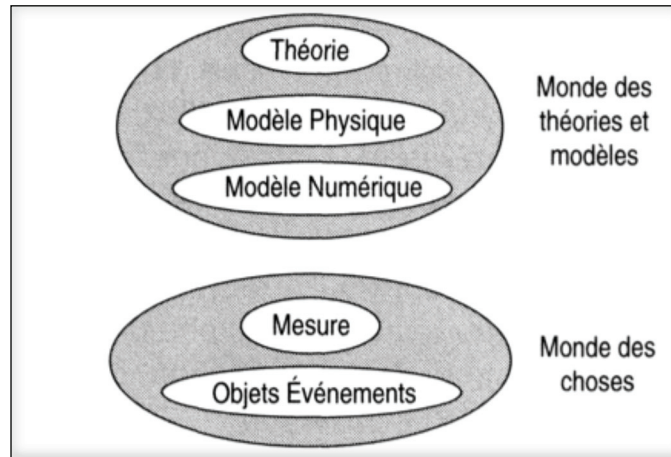 Théorie
Modèle Physique
Modèle Numérique
Monde des
théories et
modèles
Mesure
Objets Événements
Monde des
choses